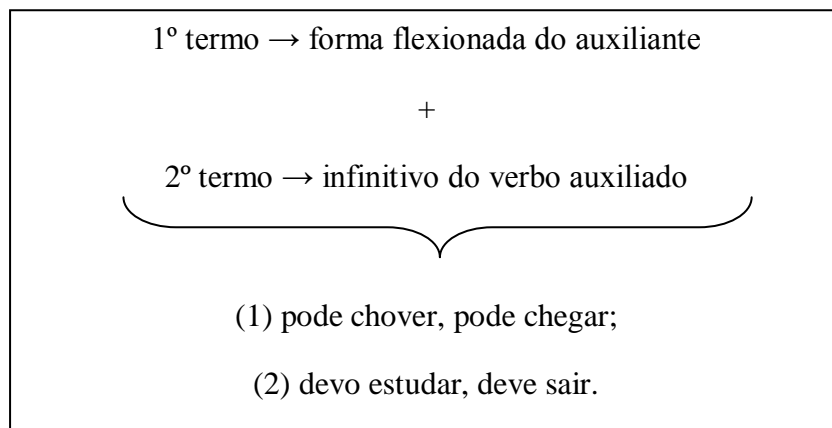 1º termo → forma flexionada do auxiliante
+
2º termo → infinitivo do verbo auxiliado
(1) pode chover, pode chegar;
(2) devo estudar, deve sair.